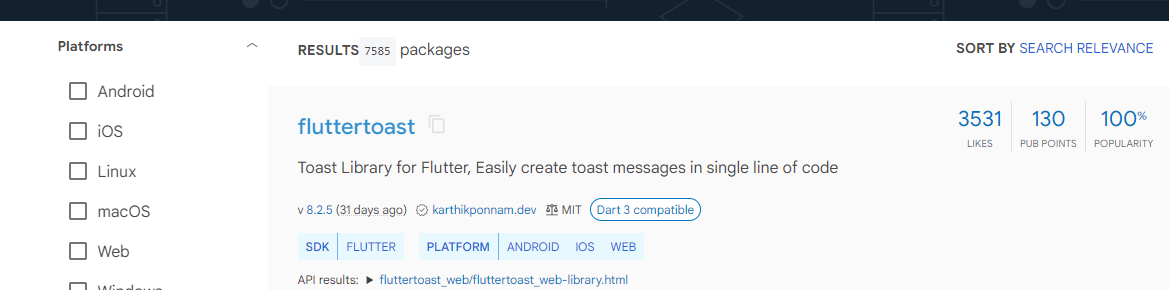 Platforms
RESULTS 7585 packages
SORT BY SEARCH RELEVANCE
Android
iOS
Linux
macOS
Web
Windows
fluttertoast
3531 LIKES
130 PUB POINTS
100% POPULARITY
Toast Library for Flutter, Easily create toast messages in single line of code
v 8.2.5 (31 days ago) karthikponnam.dev MIT Dart 3 compatible
SDK FLUTTER PLATFORM ANDROID IOS WEB
API results: ▶ fluttertoast_web/fluttertoast_web-library.html